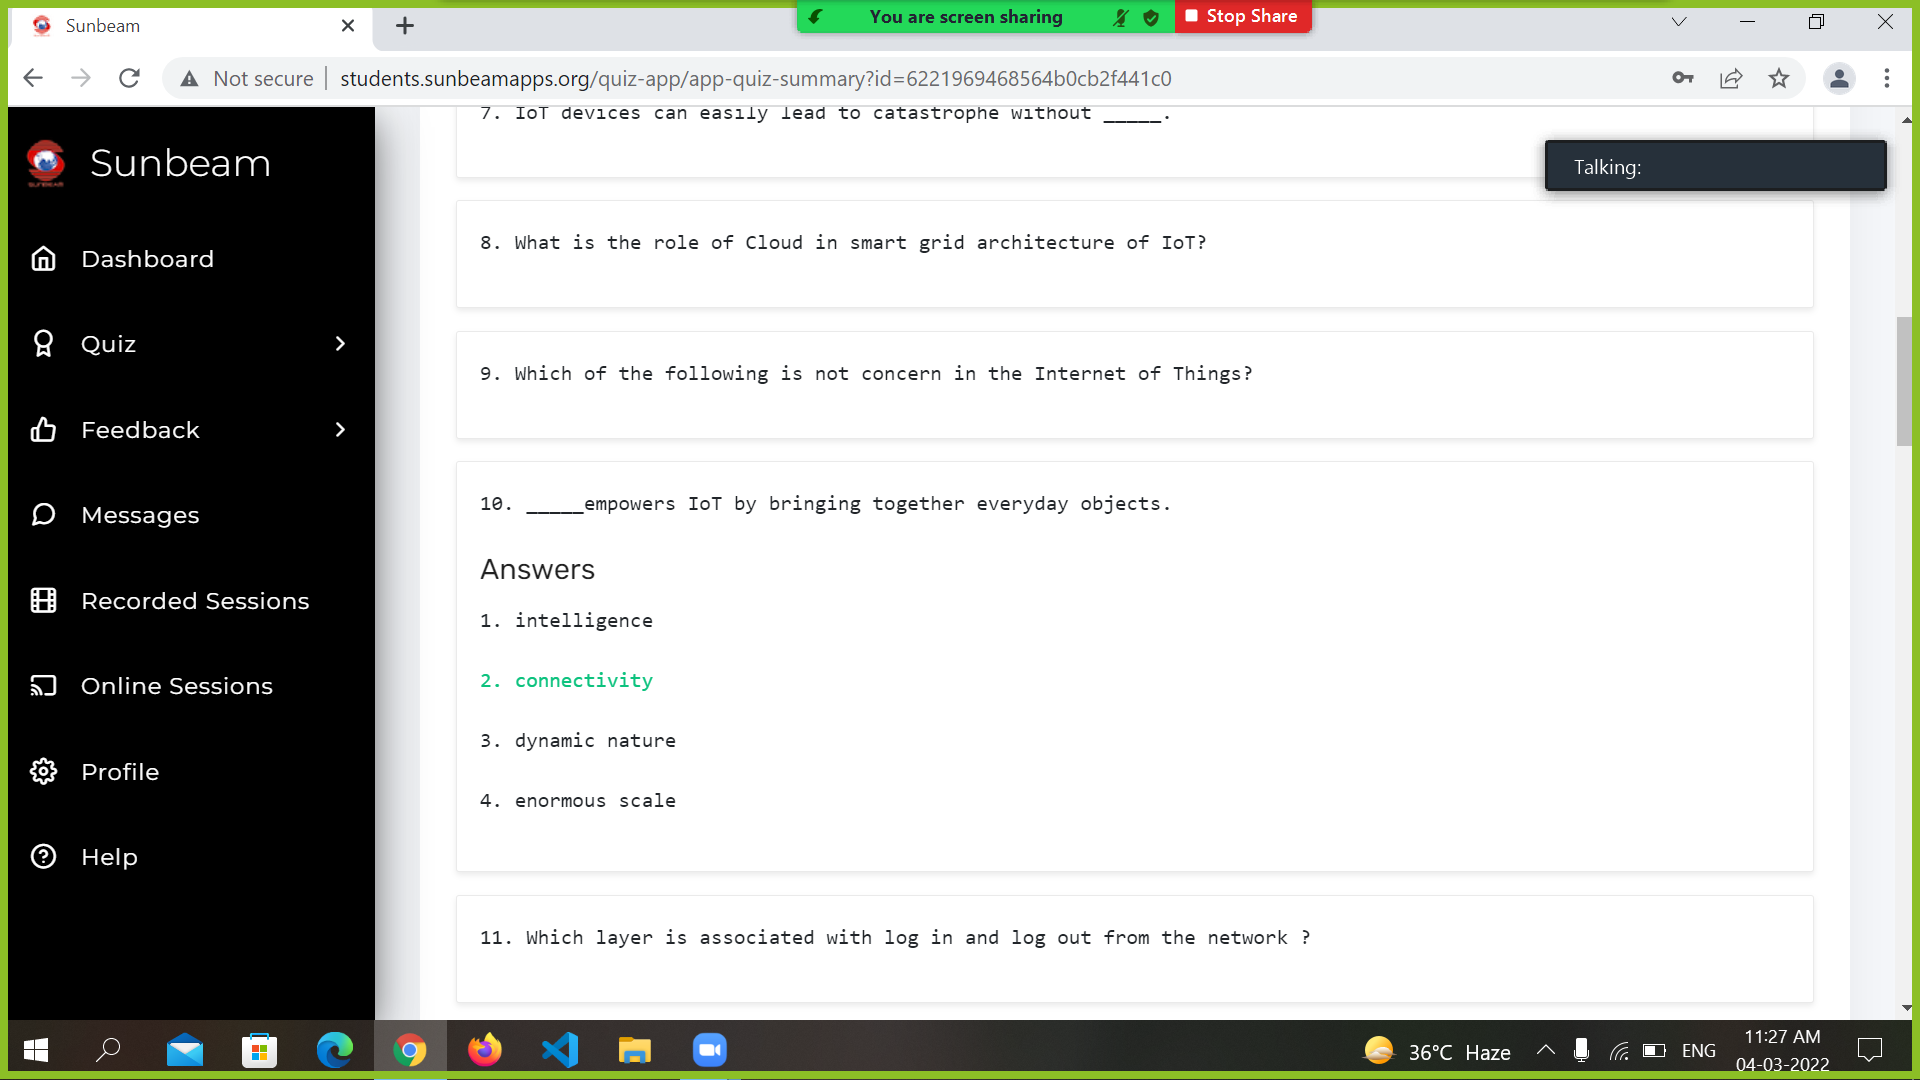 Sunbeam
You are screen sharing
Stop Share
Not secure
students.sunbeamapps.org/quiz-app/app-quiz-summary?id=6221969468564b0cb2f441c0
Sunbeam
Dashboard
Quiz
Feedback
Messages
Recorded Sessions
Online Sessions
Profile
Help
7. IoT devices can easily lead to catastrophe without _____.
Talking:
8. What is the role of Cloud in smart grid architecture of IoT?
9. Which of the following is not concern in the Internet of Things?
10. _____empowers IoT by bringing together everyday objects.
Answers
1. intelligence
2. connectivity
3. dynamic nature
4. enormous scale
11. Which layer is associated with log in and log out from the network ?
36°C Haze
ENG
11:27 AM
04-03-2022